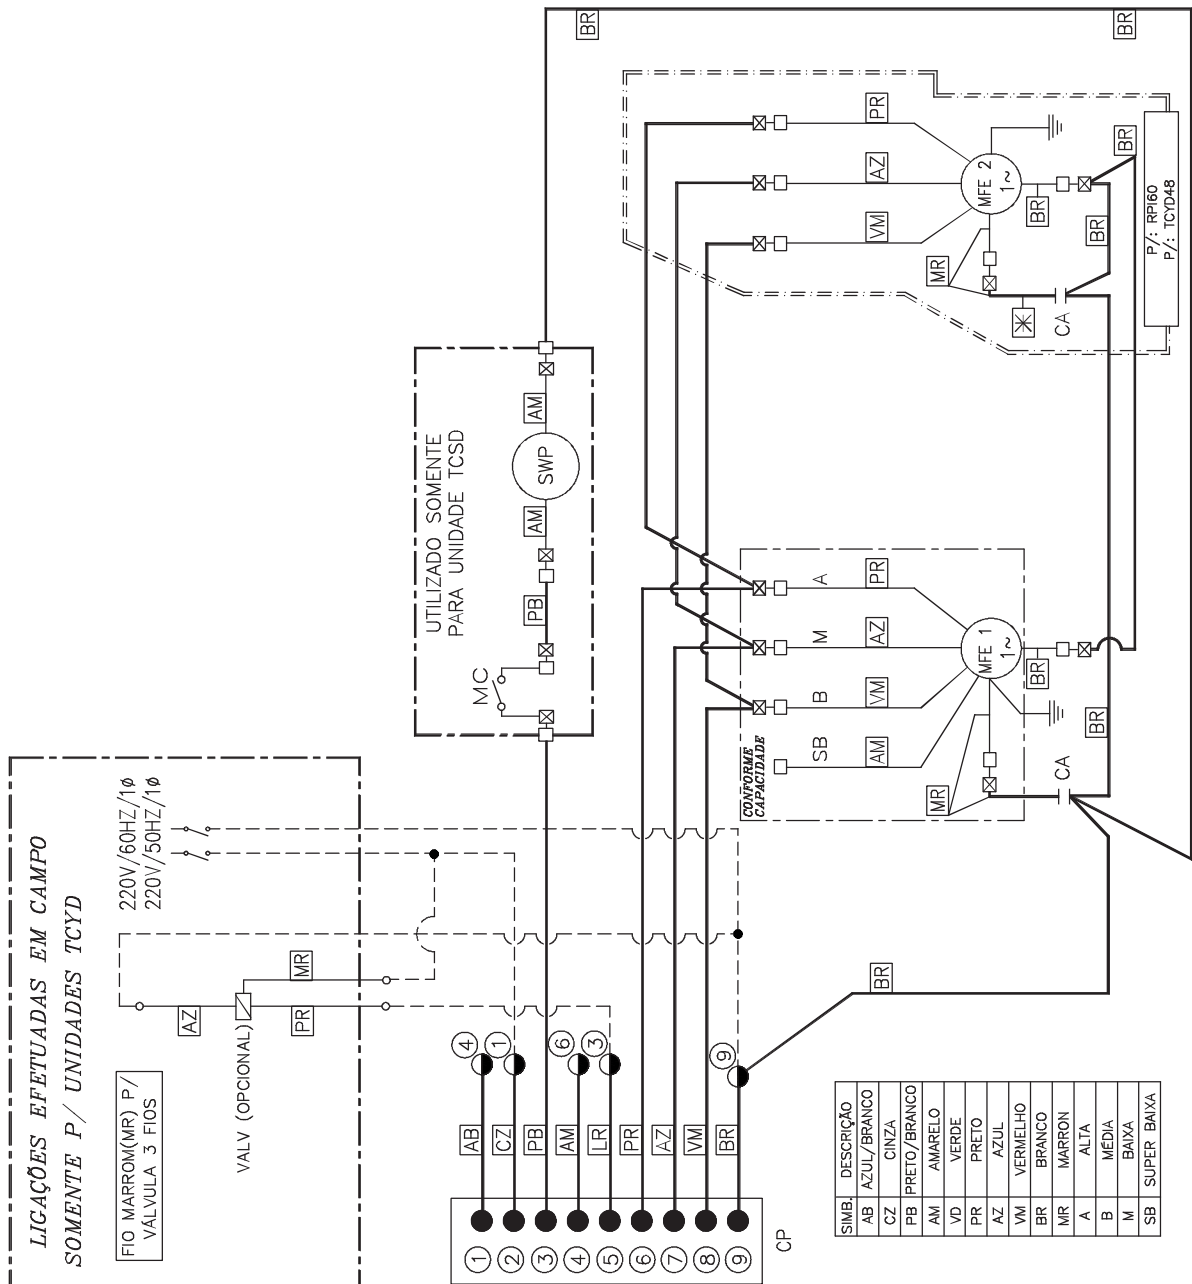 LIGAÇÕES EFETUADAS EM CAMPO
SOMENTE P/ UNIDADES TCYD
FIO MARROM(MR) P/
VÁLVULA 3 FIOS
VALV (OPCIONAL)
AZ
PR
MR
220V/60HZ/1ø
220V/50HZ/1ø
UTILIZADO SOMENTE
PARA UNIDADE TCSD
MC
PB
AM
SWP
AM
BR
BR
1
2
3
4
5
6
7
8
9
CP
AB
CZ
PB
AM
LR
PR
AZ
VM
BR
4
1
6
3
9
BR
CONFORME
CAPACIDADE
SB
B
M
A
AM
VM
AZ
PR
MFE 1
1~
MR
BR
CA
BR
VM
AZ
PR
MFE 2
1~
MR
BR
CA
BR
BR
P/: RPI60
P/: TCYD48
SIMB. DESCRIÇÃO
AB AZUL/BRANCO
CZ CINZA
PB PRETO/BRANCO
AM AMARELO
VD VERDE
PR PRETO
AZ AZUL
VM VERMELHO
BR BRANCO
MR MARRON
A ALTA
B MÉDIA
M BAIXA
SB SUPER BAIXA